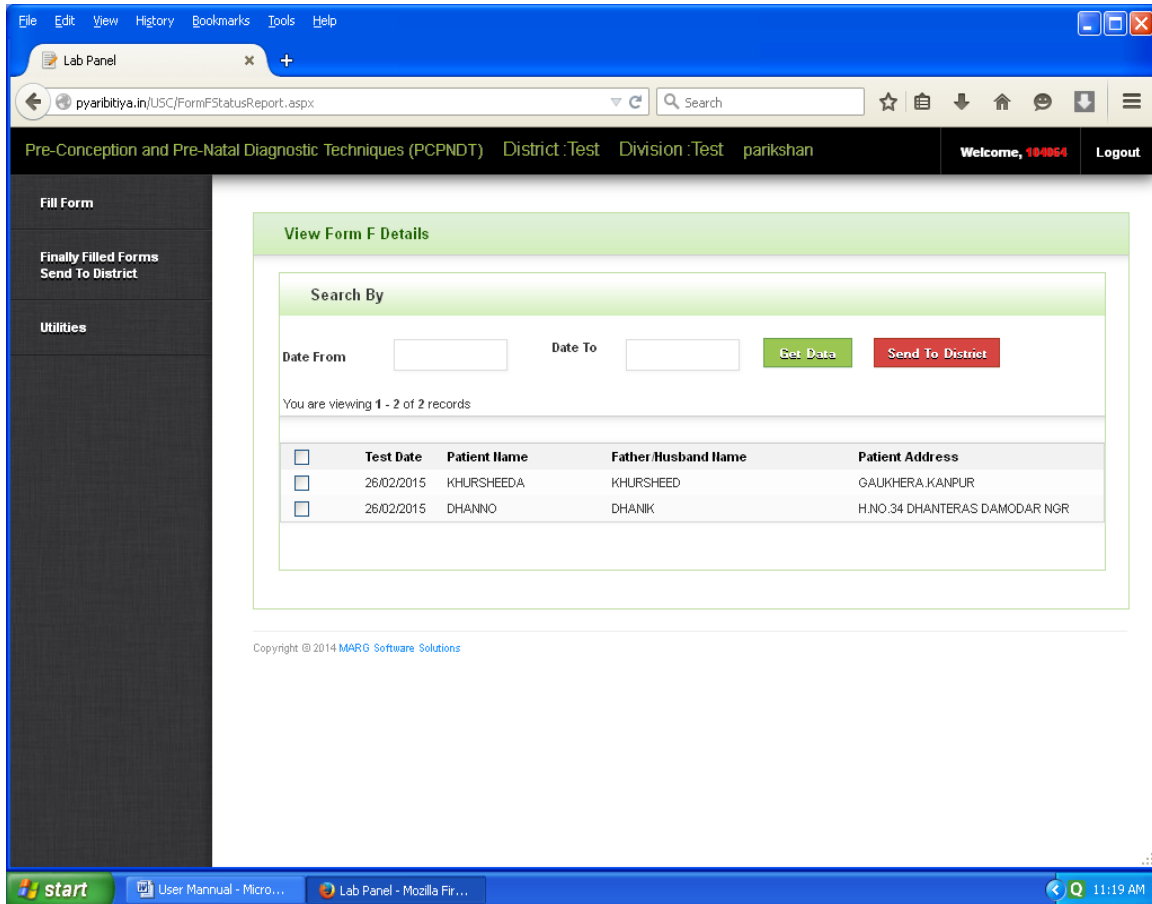 File Edit View History Bookmarks Tools Help
Lab Panel
pyaribitiya.in/USC/FormFStatusReport.aspx Search
Pre-Conception and Pre-Natal Diagnostic Techniques (PCPNDT) District :Test Division :Test parikshan Welcome, 104064 Logout
Fill Form
Finally Filled Forms
Send To District
Utilities
View Form F Details
Search By
Date From Date To Get Data Send To District
You are viewing 1 - 2 of 2 records
Test Date Patient Name Father/Husband Name Patient Address
26/02/2015 KHURSHEEDA KHURSHEED GAUKHERA.KANPUR
26/02/2015 DHANNO DHANIK H.NO.34 DHANTERAS DAMODAR NGR
Copyright © 2014 MARG Software Solutions
start User Mannual - Micro... Lab Panel - Mozilla Fir... Q 11:19 AM